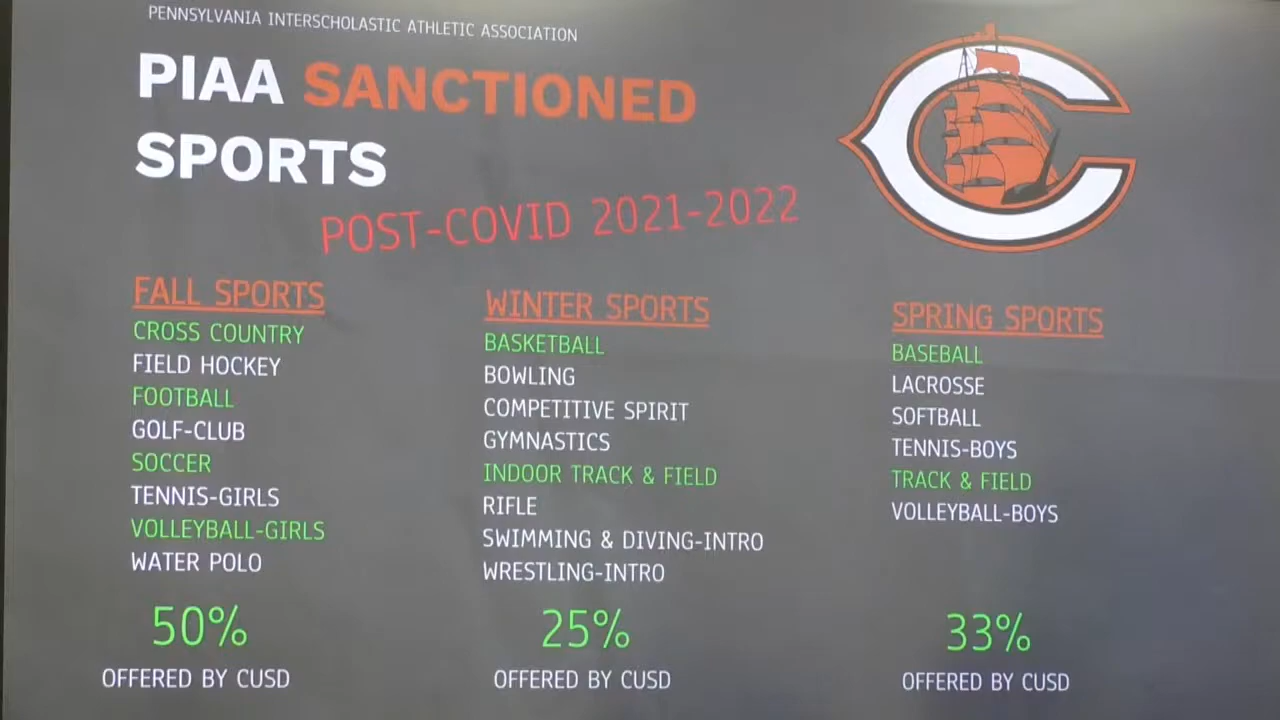 PENNSYLVANIA INTERSCHOLASTIC ATHLETIC ASSOCIATION
PIAA SANCTIONED
SPORTS
POST-COVID 2021-2022
FALL SPORTS
CROSS COUNTRY
FIELD HOCKEY
FOOTBALL
GOLF-CLUB
SOCCER
TENNIS-GIRLS
VOLLEYBALL-GIRLS
WATER POLO
50%
OFFERED BY CUSD
WINTER SPORTS
BASKETBALL
BOWLING
COMPETITIVE SPIRIT
GYMNASTICS
INDOOR TRACK & FIELD
RIFLE
SWIMMING & DIVING-INTRO
WRESTLING-INTRO
25%
OFFERED BY CUSD
SPRING SPORTS
BASEBALL
LACROSSE
SOFTBALL
TENNIS-BOYS
TRACK & FIELD
VOLLEYBALL-BOYS
33%
OFFERED BY CUSD